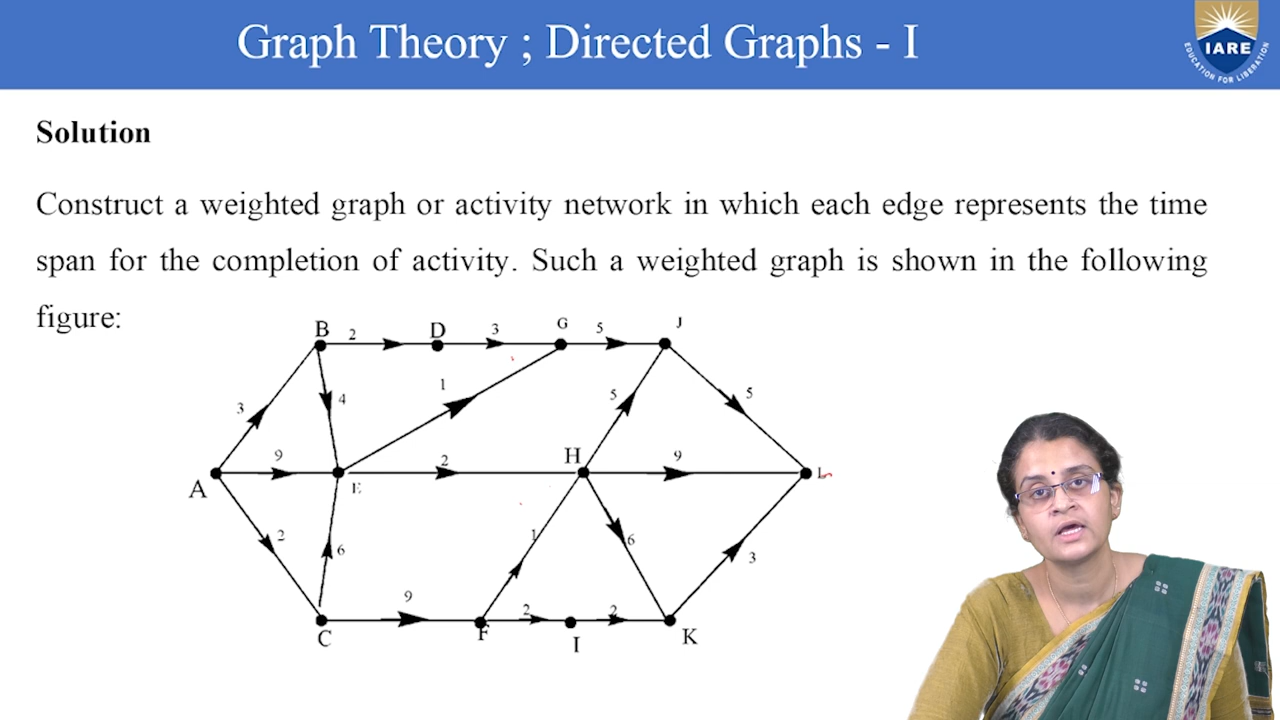 Graph Theory ; Directed Graphs - I
IARE
EDUCATION FOR LIBERATION
Solution
Construct a weighted graph or activity network in which each edge represents the time
span for the completion of activity. Such a weighted graph is shown in the following
figure:
B 2 D 3 G 5 J
3 4 1 5 5
A 9 E 2 H 9 L
2 6 1 6 3
C 9 F 2 I 2 K